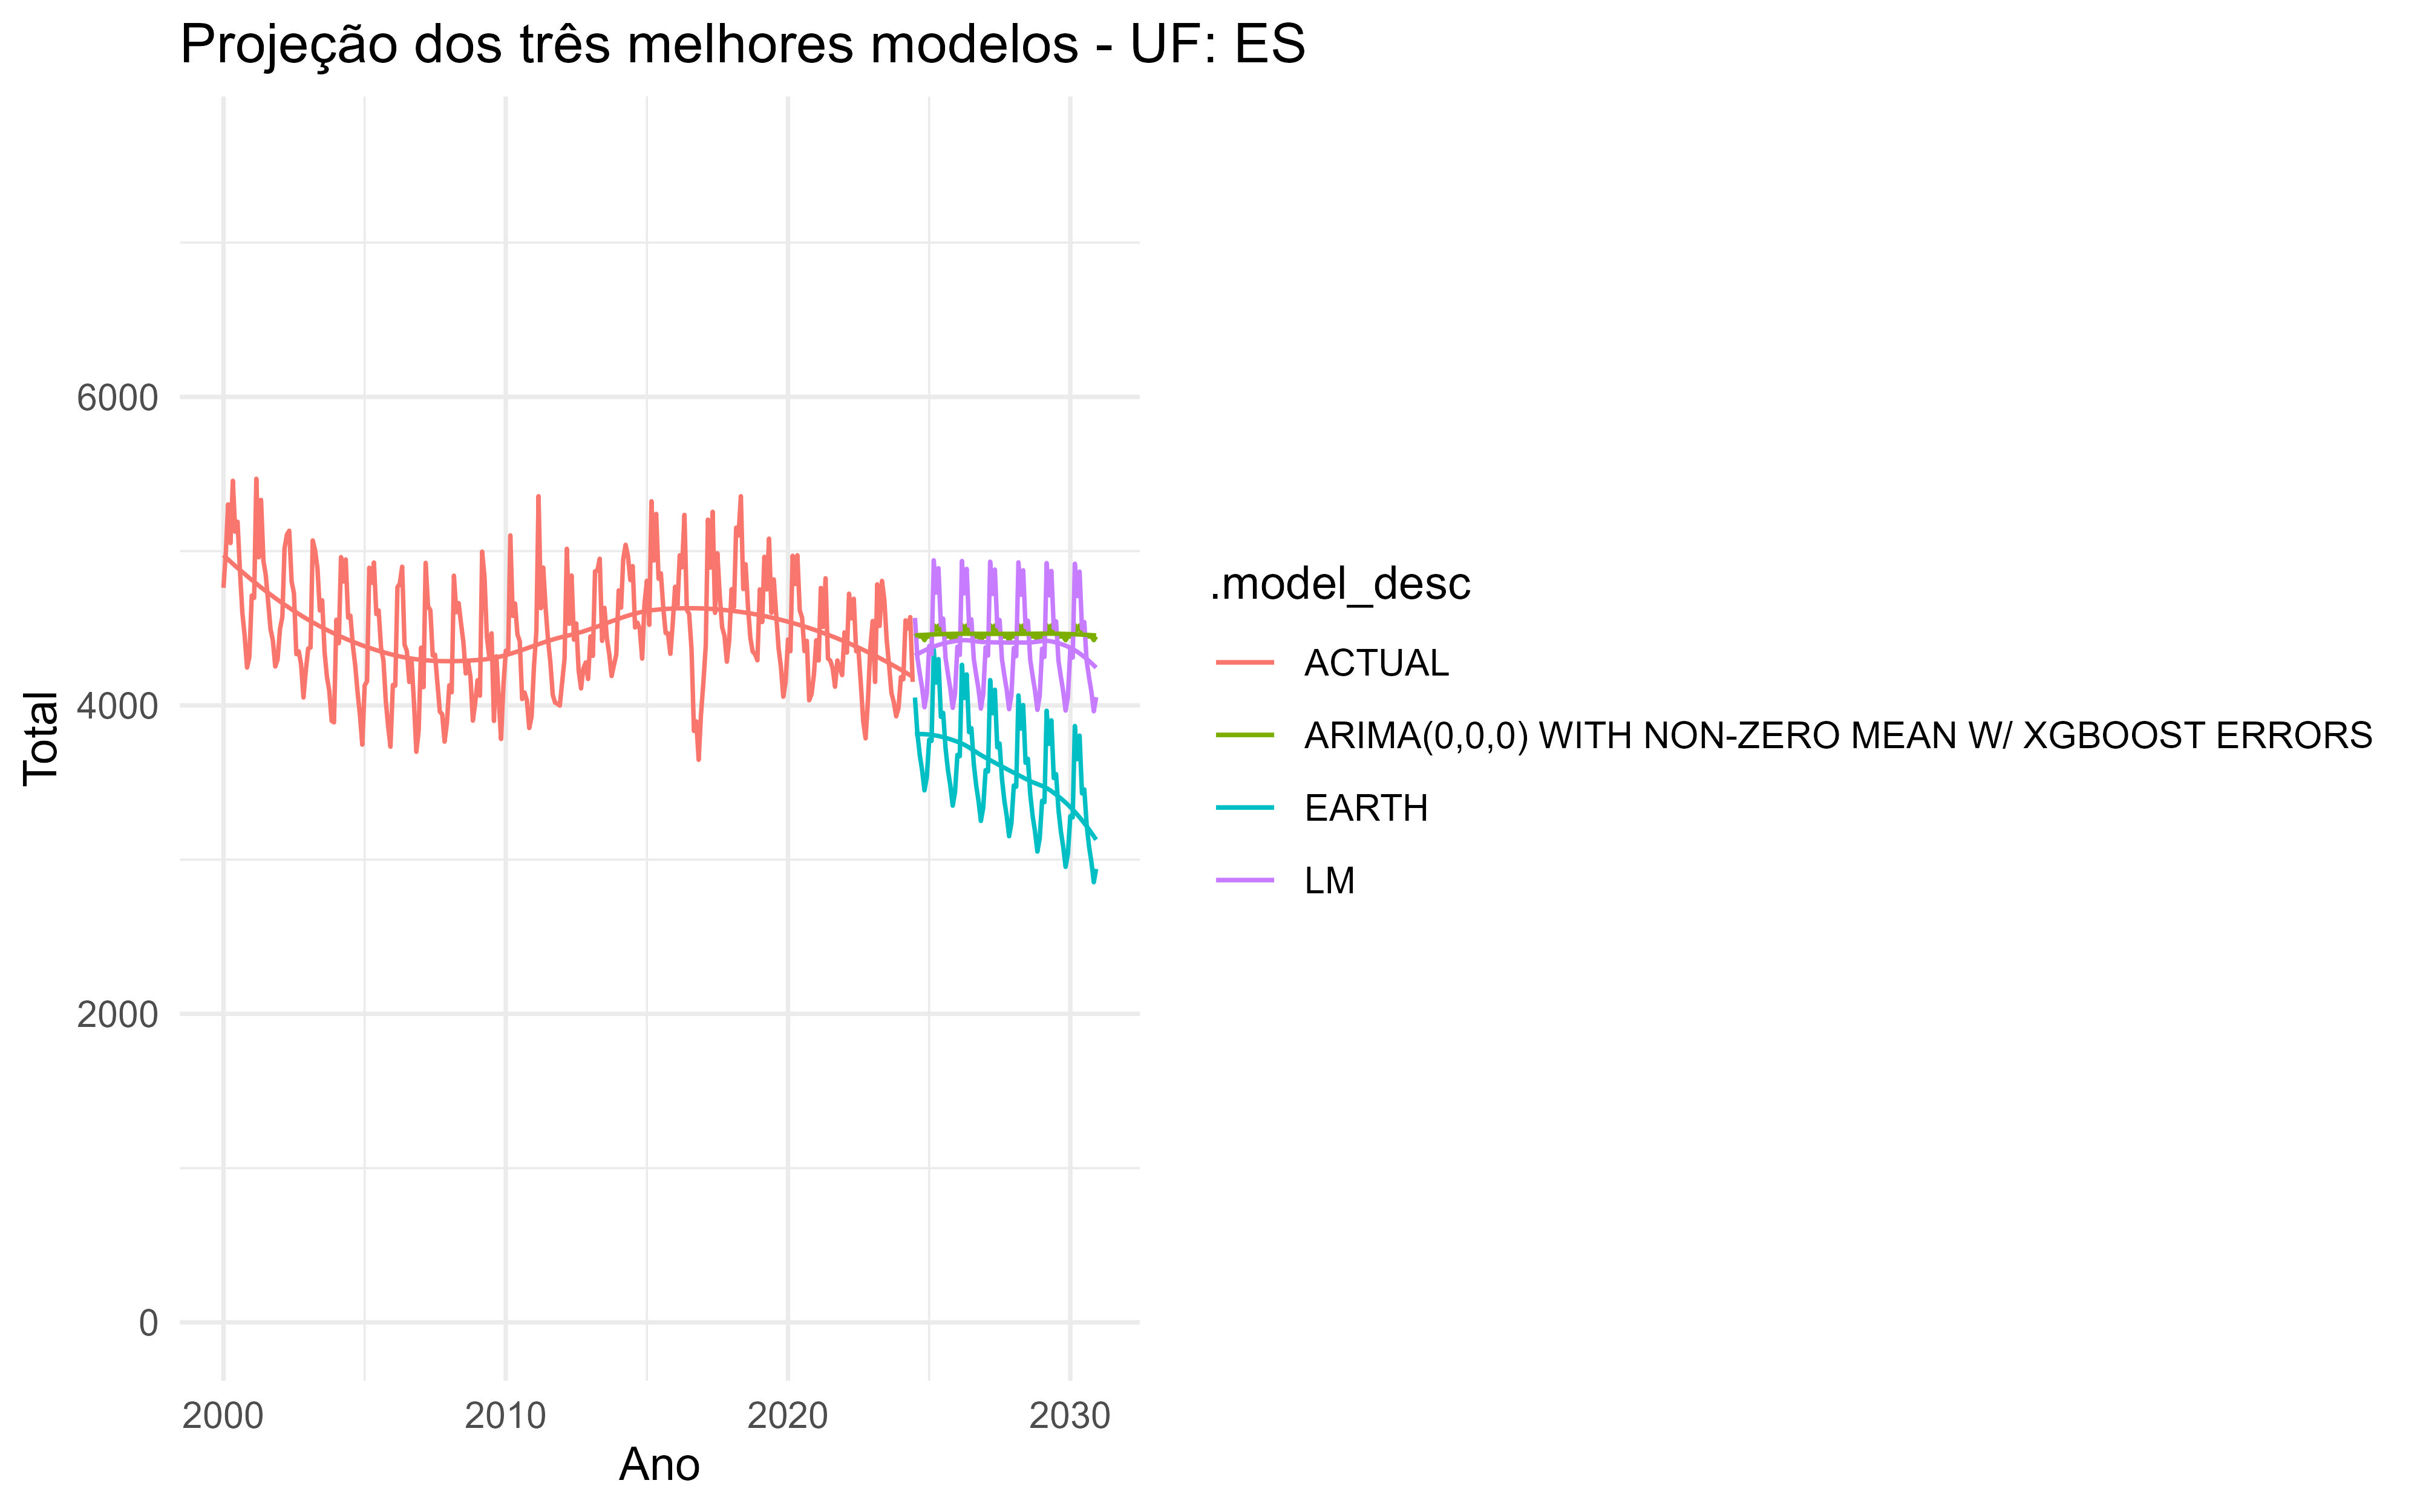 Projeção dos três melhores modelos - UF: ES
Total
6000
4000
2000
0
2000
2010
2020
2030
Ano
.model_desc
ACTUAL
ARIMA(0,0,0) WITH NON-ZERO MEAN W/ XGBOOST ERRORS
EARTH
LM